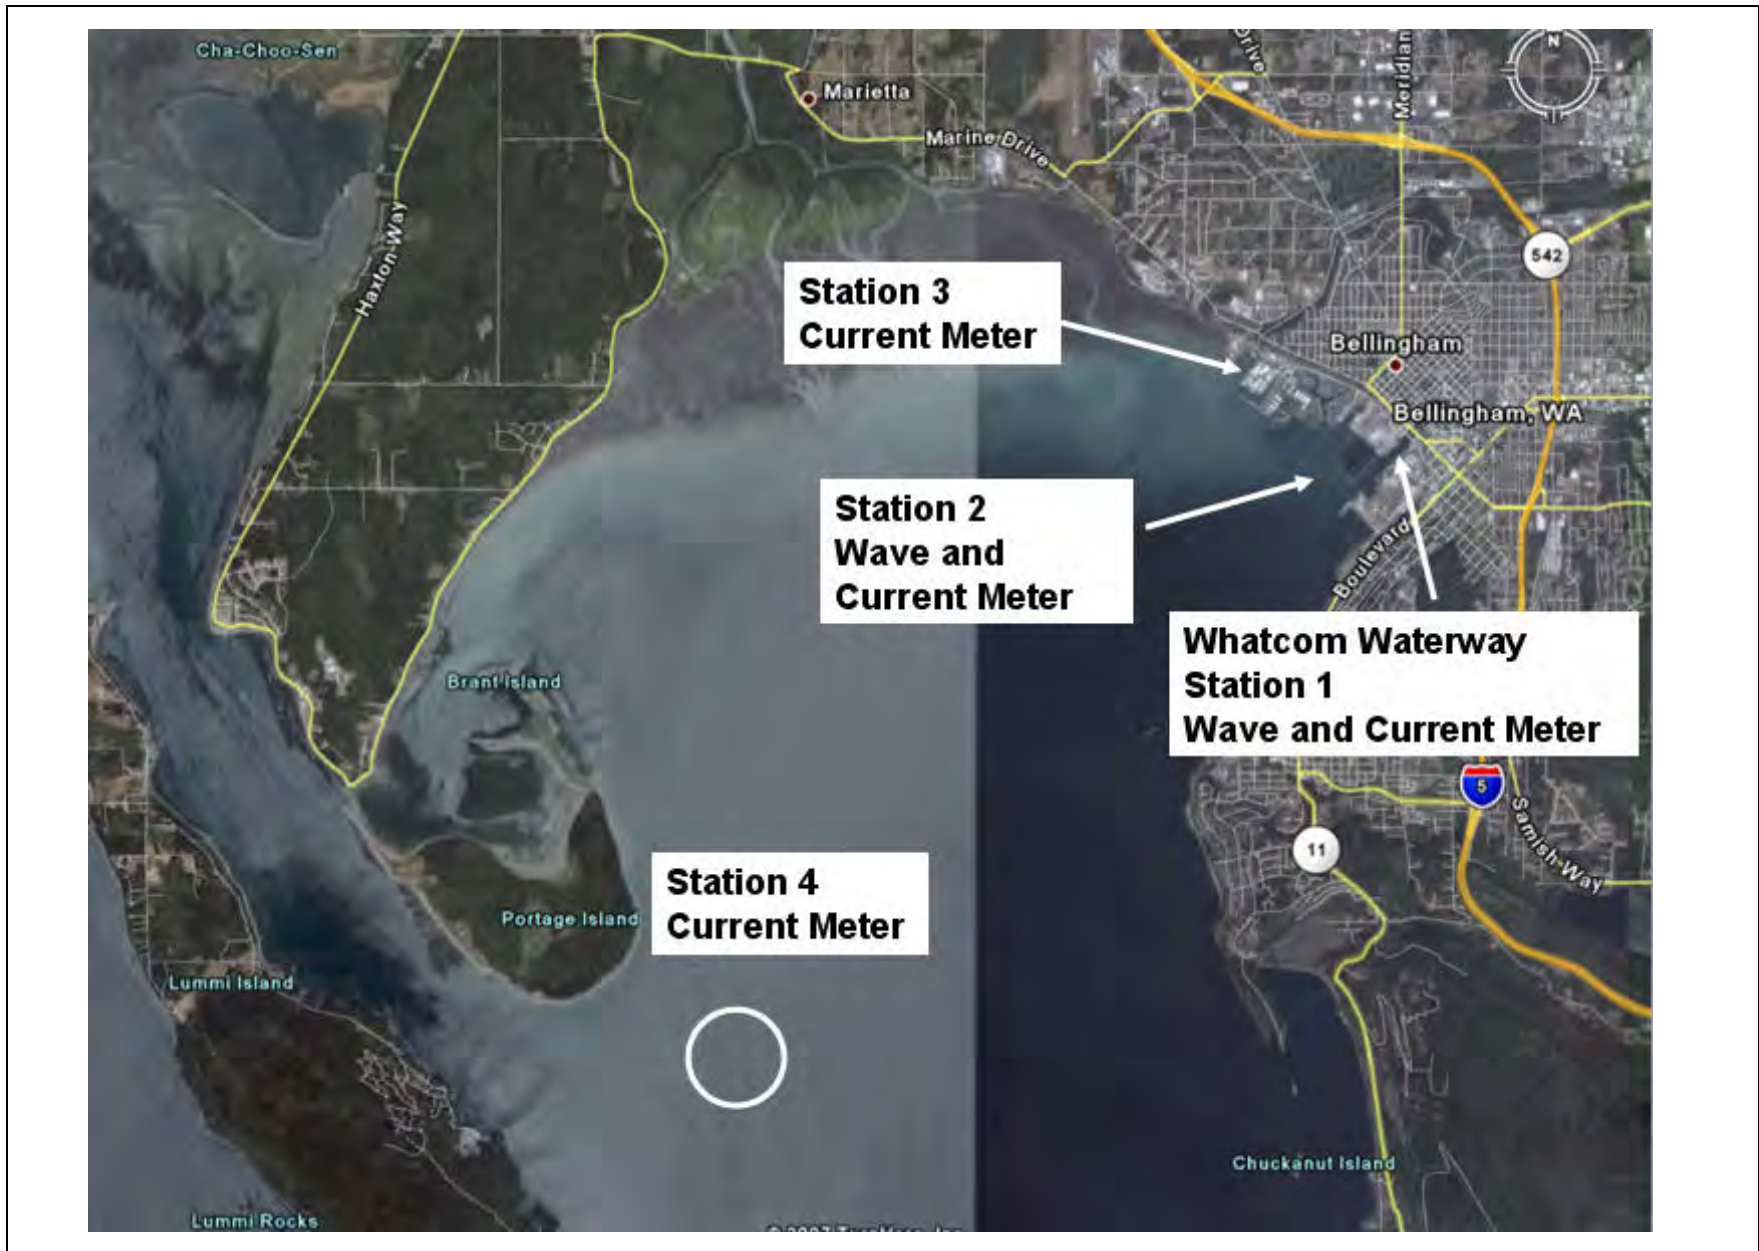 Cha-Choo-Sen
Drive
Meridian
N
Marietta
Marine Drive
Haxton Way
542
Station 3
Current Meter
Bellingham
Bellingham, WA
Station 2
Wave and
Current Meter
Boulevard
Whatcom Waterway
Station 1
Wave and Current Meter
Brant Island
5
Samish Way
11
Station 4
Current Meter
Portage Island
Lummi Island
Chuckanut Island
Lummi Rocks